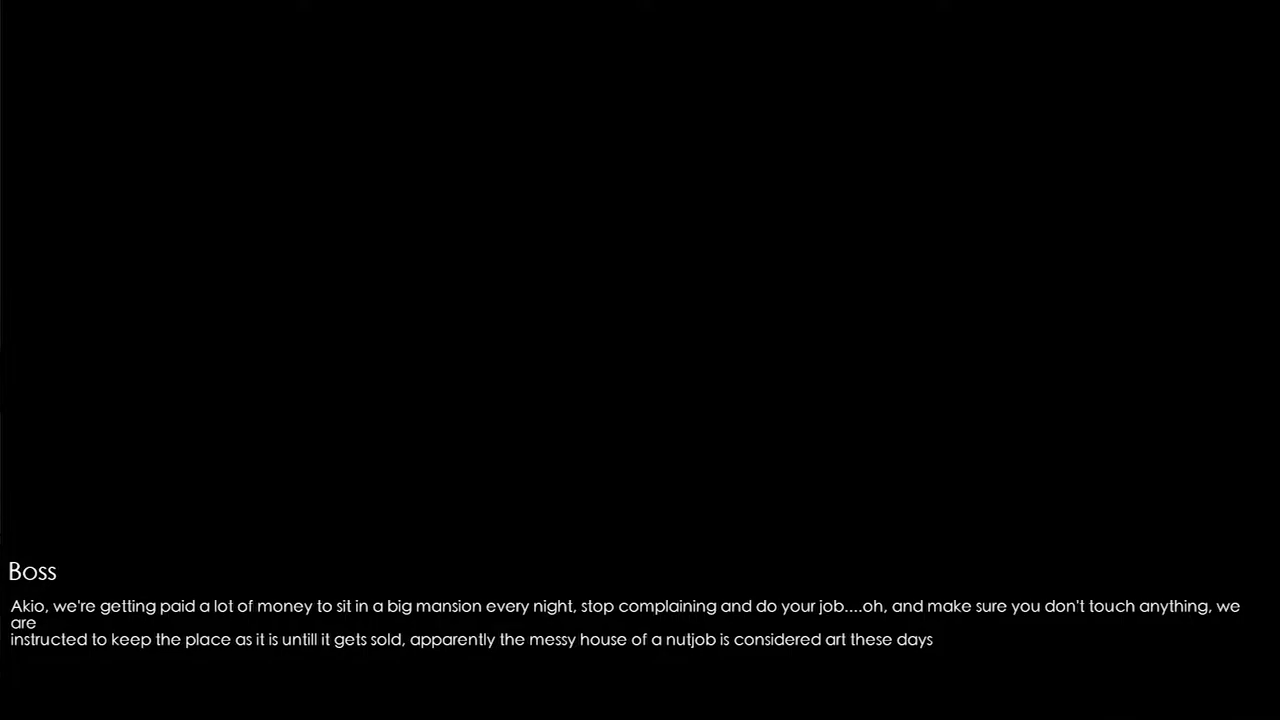 Boss
Akio, we're getting paid a lot of money to sit in a big mansion every night, stop complaining and do your job....oh, and make sure you don't touch anything, we
are
instructed to keep the place as it is untill it gets sold, apparently the messy house of a nutjob is considered art these days